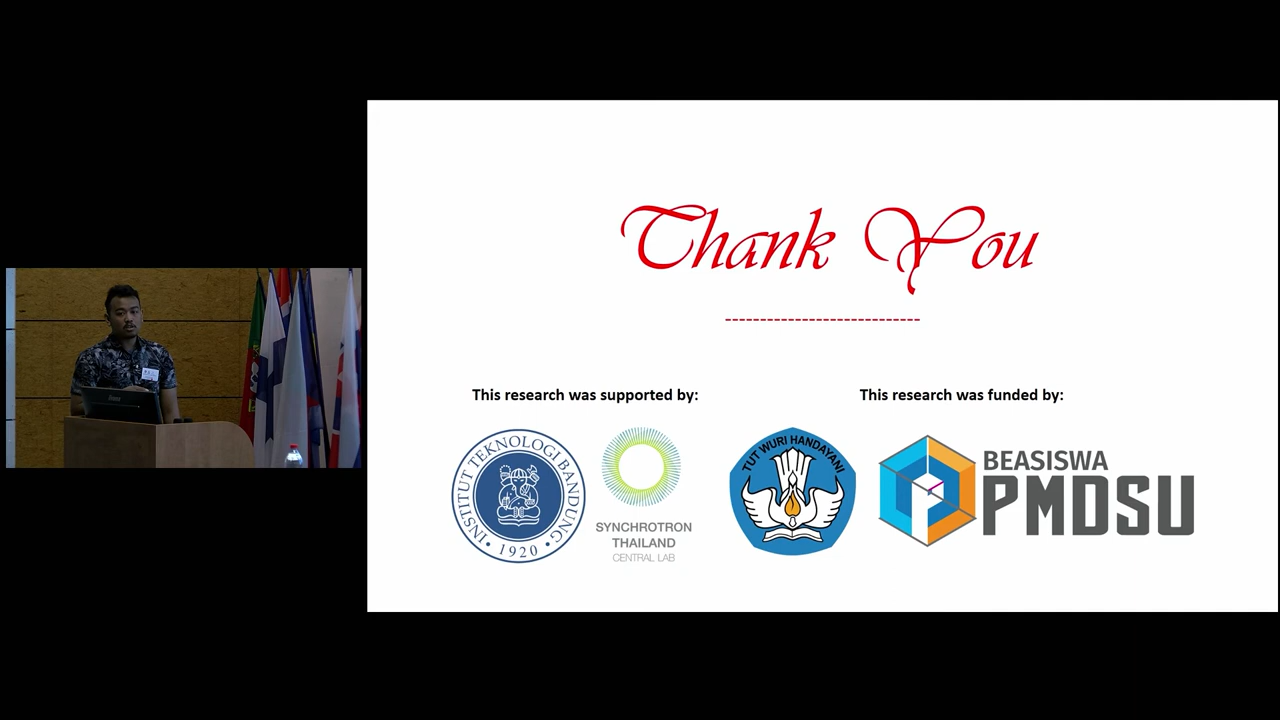 Thank You
----------------------------
This research was supported by:
This research was funded by:
INSTITUT TEKNOLOGI BANDUNG
1920
SYNCHROTRON
THAILAND
CENTRAL LAB
TUT WURI HANDAYANI
BEASISWA
PMDSU